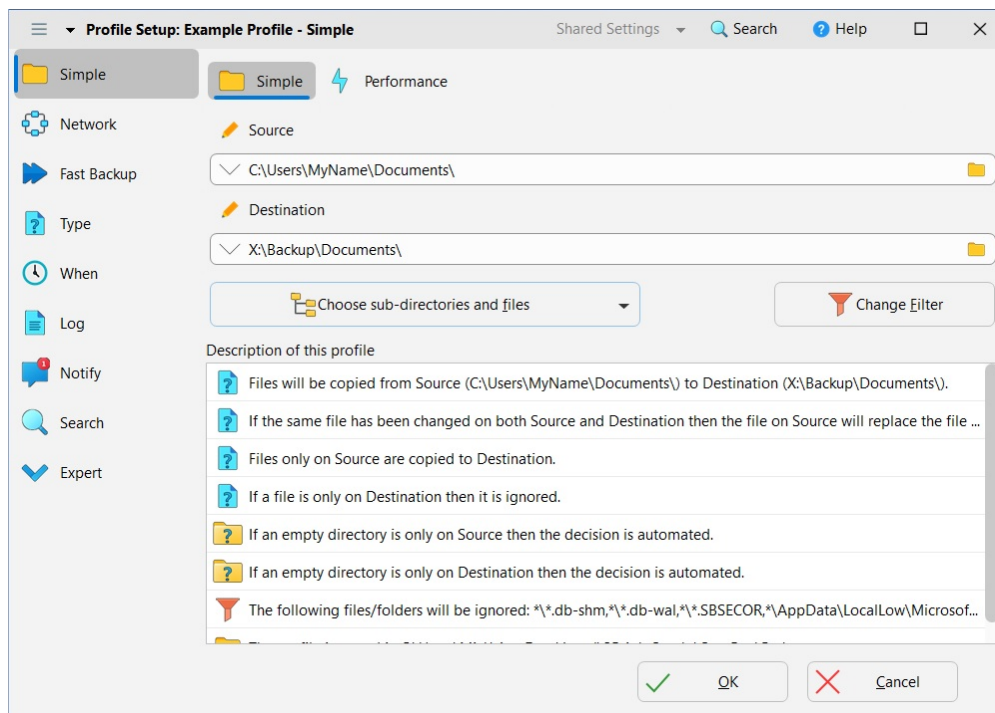 Profile Setup: Example Profile - Simple
Shared Settings
Search
Help
Simple
Network
Fast Backup
Type
When
Log
Notify
1
Search
Expert
Simple
Performance
Source
C:\Users\MyName\Documents\
Destination
X:\Backup\Documents\
Choose sub-directories and files
Change Filter
Description of this profile
Files will be copied from Source (C:\Users\MyName\Documents\) to Destination (X:\Backup\Documents\).
If the same file has been changed on both Source and Destination then the file on Source will replace the file ...
Files only on Source are copied to Destination.
If a file is only on Destination then it is ignored.
If an empty directory is only on Source then the decision is automated.
If an empty directory is only on Destination then the decision is automated.
The following files/folders will be ignored: *\*.db-shm,*\*.db-wal,*\*.SBSECOR,*\AppData\LocalLow\Microsof...
OK
Cancel